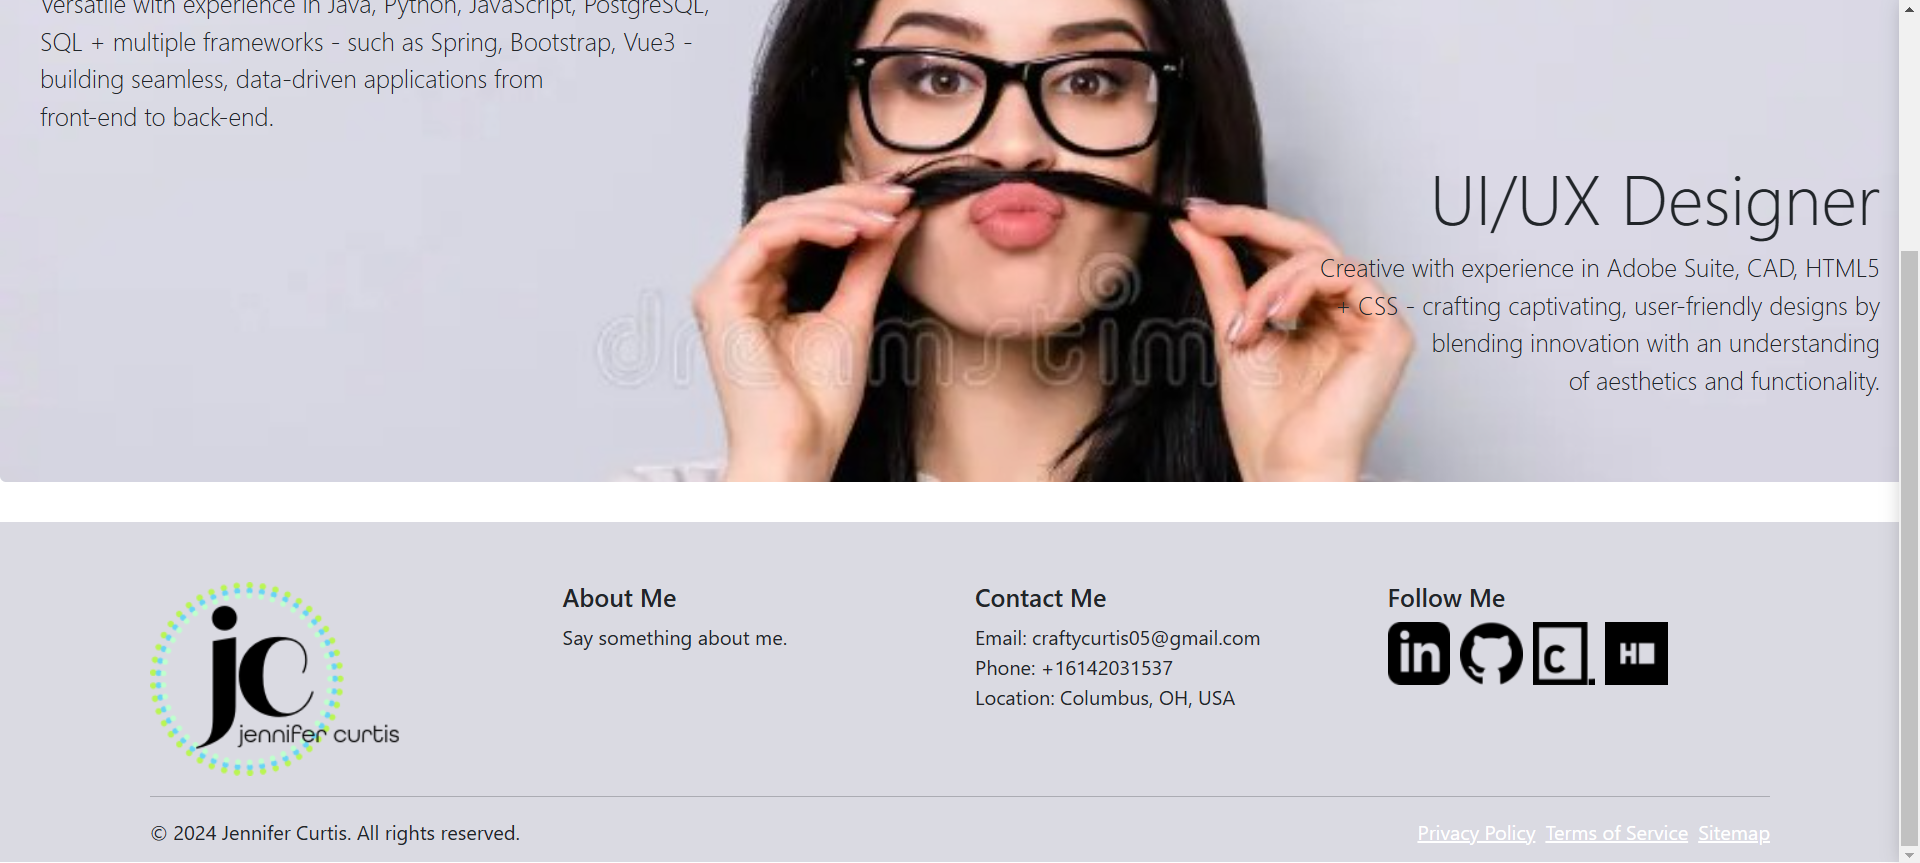 Versatile with experience in Java, Python, JavaScript, PostgreSQL,
SQL + multiple frameworks - such as Spring, Bootstrap, Vue3 -
building seamless, data-driven applications from
front-end to back-end.
UI/UX Designer
Creative with experience in Adobe Suite, CAD, HTML5
+ CSS - crafting captivating, user-friendly designs by
blending innovation with an understanding
of aesthetics and functionality.
dreamstime
jc
jennifer curtis
About Me
Say something about me.
Contact Me
Email: craftycurtis05@gmail.com
Phone: +16142031537
Location: Columbus, OH, USA
Follow Me
in
c
H
© 2024 Jennifer Curtis. All rights reserved.
Privacy Policy Terms of Service Sitemap